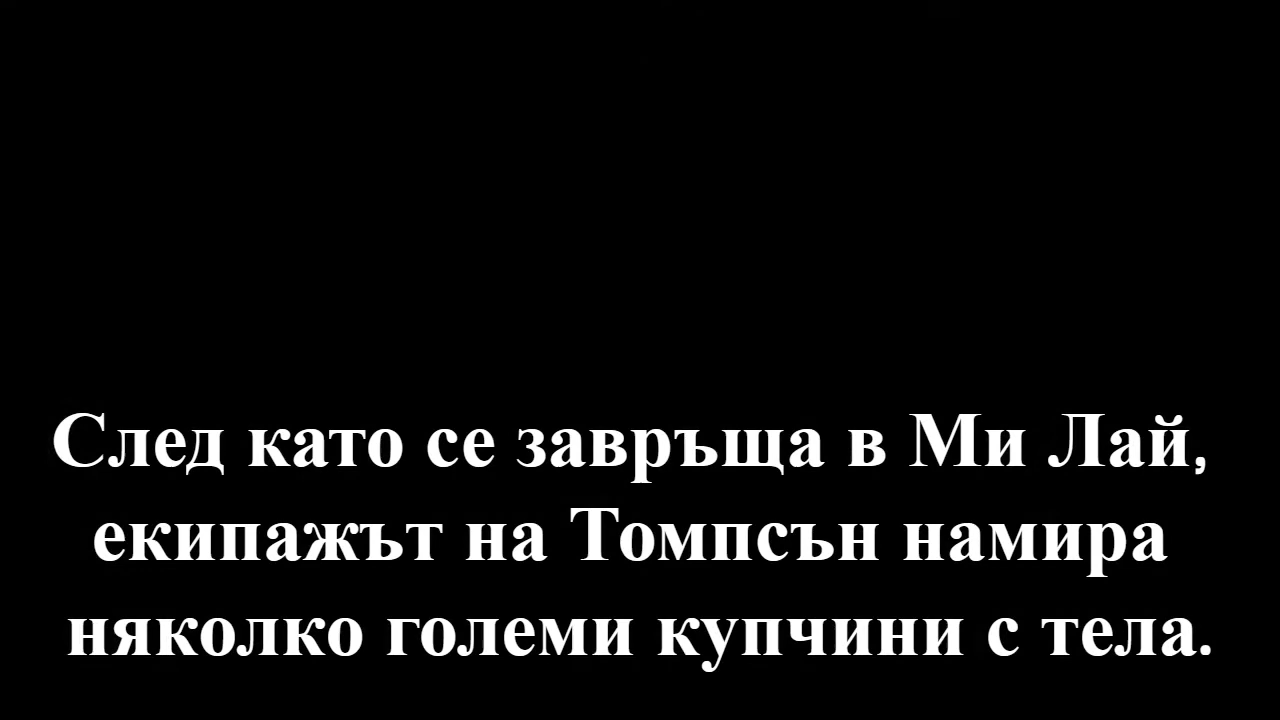 След като се завръща в Ми Лай,
екипажът на Томпсън намира
няколко големи купчини с тела.